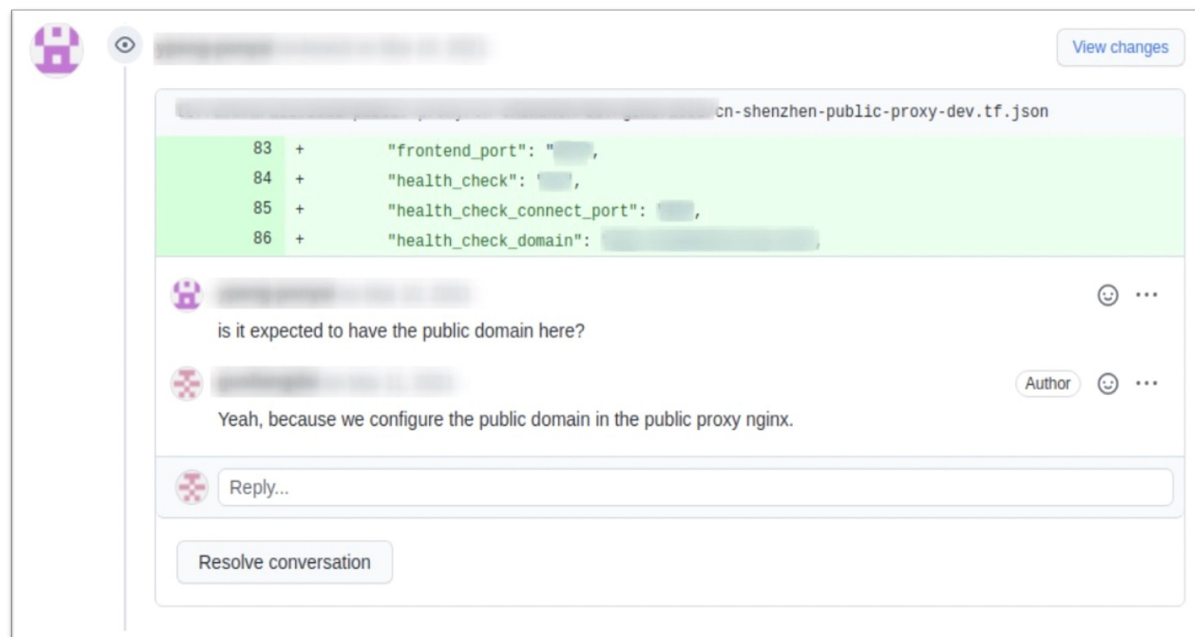 View changes
cn-shenzhen-public-proxy-dev.tf.json
83 + "frontend_port": " ,
84 + "health_check": ' ',
85 + "health_check_connect_port": ,
86 + "health_check_domain": ,
is it expected to have the public domain here?
Author
Yeah, because we configure the public domain in the public proxy nginx.
Reply...
Resolve conversation